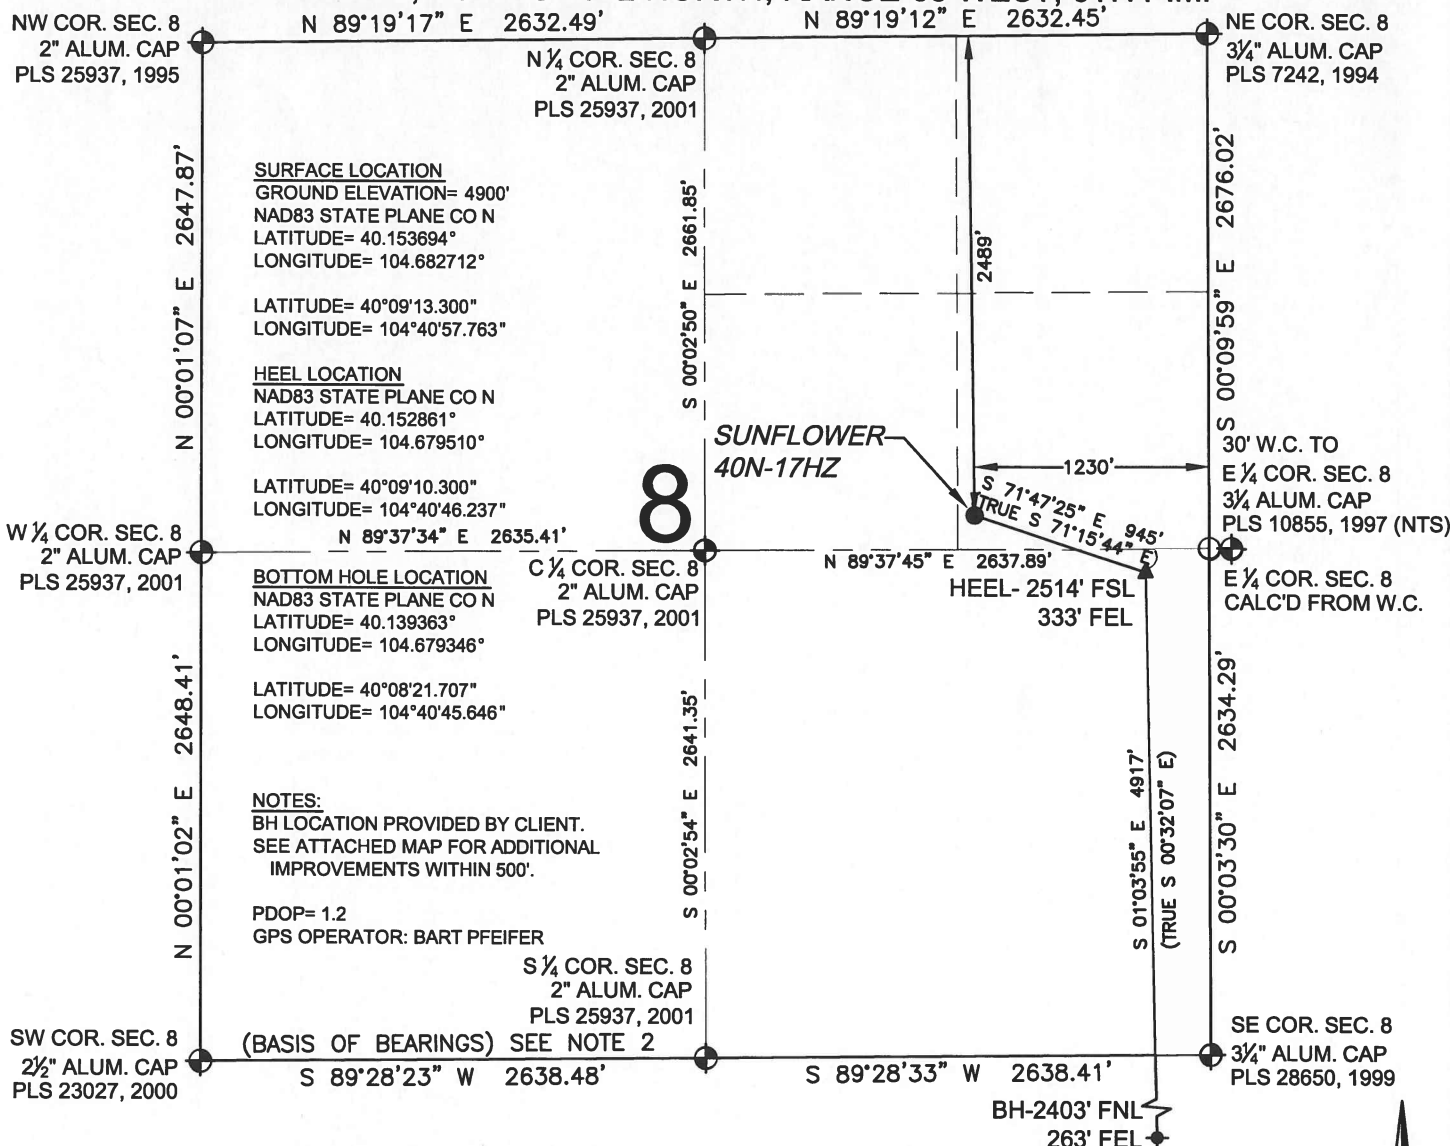 NW COR. SEC. 8
2" ALUM. CAP
PLS 25937, 1995
N 89°19'17" E 2632.49'
N ¼ COR. SEC. 8
2" ALUM. CAP
PLS 25937, 2001
N 89°19'12" E 2632.45'
NE COR. SEC. 8
3¼" ALUM. CAP
PLS 7242, 1994
N 00°01'07" E 2647.87'
SURFACE LOCATION
GROUND ELEVATION= 4900'
NAD83 STATE PLANE CO N
LATITUDE= 40.153694°
LONGITUDE= 104.682712°
LATITUDE= 40°09'13.300"
LONGITUDE= 104°40'57.763"
HEEL LOCATION
NAD83 STATE PLANE CO N
LATITUDE= 40.152861°
LONGITUDE= 104.679510°
LATITUDE= 40°09'10.300"
LONGITUDE= 104°40'46.237"
S 00°02'50" E 2661.85'
2489'
S 00°09'59" E 2676.02'
SUNFLOWER
40N-17HZ
8
1230'
S 71°47'25" E 945'
(TRUE S 71°15'44" E)
30' W.C. TO
E ¼ COR. SEC. 8
3¼ ALUM. CAP
PLS 10855, 1997 (NTS)
W ¼ COR. SEC. 8
2" ALUM. CAP
PLS 25937, 2001
N 89°37'34" E 2635.41'
C ¼ COR. SEC. 8
2" ALUM. CAP
PLS 25937, 2001
N 89°37'45" E 2637.89'
HEEL- 2514' FSL
333' FEL
E ¼ COR. SEC. 8
CALC'D FROM W.C.
BOTTOM HOLE LOCATION
NAD83 STATE PLANE CO N
LATITUDE= 40.139363°
LONGITUDE= 104.679346°
LATITUDE= 40°08'21.707"
LONGITUDE= 104°40'45.646"
N 00°01'02" E 2648.41'
NOTES:
BH LOCATION PROVIDED BY CLIENT.
SEE ATTACHED MAP FOR ADDITIONAL
IMPROVEMENTS WITHIN 500'.
PDOP= 1.2
GPS OPERATOR: BART PFEIFER
S 00°02'54" E 2641.35'
S 01°03'55" E 4917'
(TRUE S 00°32'07" E)
S 00°03'30" E 2634.29'
S ¼ COR. SEC. 8
2" ALUM. CAP
PLS 25937, 2001
SW COR. SEC. 8
2½" ALUM. CAP
PLS 23027, 2000
(BASIS OF BEARINGS) SEE NOTE 2
S 89°28'23" W 2638.48'
S 89°28'33" W 2638.41'
SE COR. SEC. 8
3¼" ALUM. CAP
PLS 28650, 1999
BH-2403' FNL
263' FEL